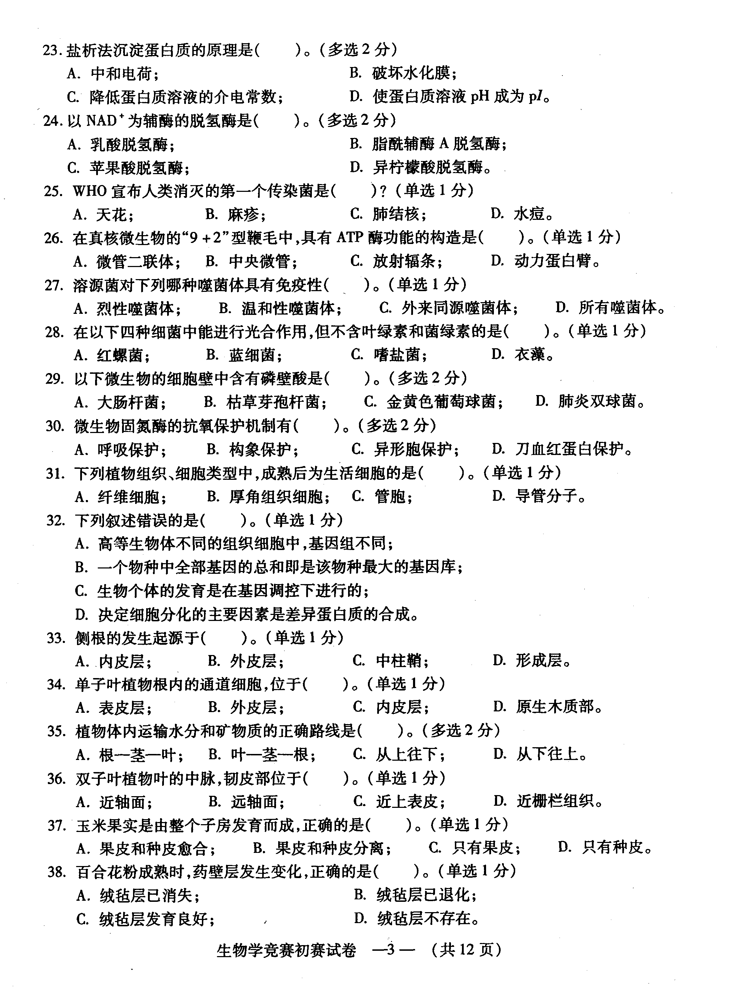 23. 盐析法沉淀蛋白质的原理是(　　)。(多选2分)
A. 中和电荷;　　B. 破坏水化膜;
C. 降低蛋白质溶液的介电常数;　　D. 使蛋白质溶液 pH 成为 pI。
24. 以 NAD⁺ 为辅酶的脱氢酶是(　　)。(多选2分)
A. 乳酸脱氢酶;　　B. 脂酰辅酶 A 脱氢酶;
C. 苹果酸脱氢酶;　　D. 异柠檬酸脱氢酶。
25. WHO 宣布人类消灭的第一个传染菌是(　　)?(单选1分)
A. 天花;　　B. 麻疹;　　C. 肺结核;　　D. 水痘。
26. 在真核微生物的“9+2”型鞭毛中,具有 ATP 酶功能的构造是(　　)。(单选1分)
A. 微管二联体;　　B. 中央微管;　　C. 放射辐条;　　D. 动力蛋白臂。
27. 溶源菌对下列哪种噬菌体具有免疫性(　　)。(单选1分)
A. 烈性噬菌体;　　B. 温和性噬菌体;　　C. 外来同源噬菌体;　　D. 所有噬菌体。
28. 在以下四种细菌中能进行光合作用,但不含叶绿素和菌绿素的是(　　)。(单选1分)
A. 红螺菌;　　B. 蓝细菌;　　C. 嗜盐菌;　　D. 衣藻。
29. 以下微生物的细胞壁中含有磷壁酸是(　　)。(多选2分)
A. 大肠杆菌;　　B. 枯草芽孢杆菌;　　C. 金黄色葡萄球菌;　　D. 肺炎双球菌。
30. 微生物固氮酶的抗氧保护机制有(　　)。(多选2分)
A. 呼吸保护;　　B. 构象保护;　　C. 异形胞保护;　　D. 刀血红蛋白保护。
31. 下列植物组织、细胞类型中,成熟后为生活细胞的是(　　)。(单选1分)
A. 纤维细胞;　　B. 厚角组织细胞;　　C. 管胞;　　D. 导管分子。
32. 下列叙述错误的是(　　)。(单选1分)
A. 高等生物体不同的组织细胞中,基因组不同;
B. 一个物种中全部基因的总和即是该物种最大的基因库;
C. 生物个体的发育是在基因调控下进行的;
D. 决定细胞分化的主要因素是差异蛋白质的合成。
33. 侧根的发生起源于(　　)。(单选1分)
A. 内皮层;　　B. 外皮层;　　C. 中柱鞘;　　D. 形成层。
34. 单子叶植物根内的通道细胞,位于(　　)。(单选1分)
A. 表皮层;　　B. 外皮层;　　C. 内皮层;　　D. 原生木质部。
35. 植物体内运输水分和矿物质的正确路线是(　　)。(多选2分)
A. 根—茎—叶;　　B. 叶—茎—根;　　C. 从上往下;　　D. 从下往上。
36. 双子叶植物叶的中脉,韧皮部位于(　　)。(单选1分)
A. 近轴面;　　B. 远轴面;　　C. 近上表皮;　　D. 近栅栏组织。
37. 玉米果实是由整个子房发育而成,正确的是(　　)。(单选1分)
A. 果皮和种皮愈合;　　B. 果皮和种皮分离;　　C. 只有果皮;　　D. 只有种皮。
38. 百合花粉成熟时,药壁层发生变化,正确的是(　　)。(单选1分)
A. 绒毡层已消失;　　B. 绒毡层已退化;
C. 绒毡层发育良好;　　D. 绒毡层不存在。
生物学竞赛初赛试卷　—3—　(共12页)